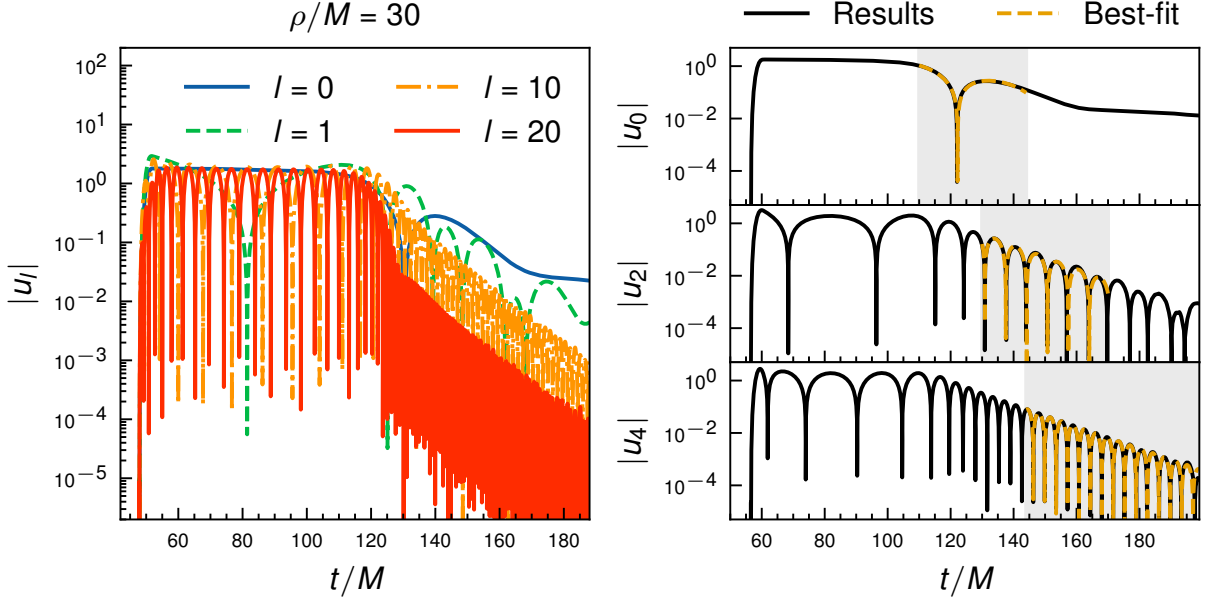 ρ/M = 30
l = 0
l = 1
l = 10
l = 20
|u_l|
10^2
10^1
10^0
10^−1
10^−2
10^−3
10^−4
10^−5
60 80 100 120 140 160 180
t/M
Results Best-fit
|u_0|
10^0
10^−2
10^−4
|u_2|
10^0
10^−2
10^−4
|u_4|
10^0
10^−2
10^−4
60 80 100 120 140 160 180
t/M